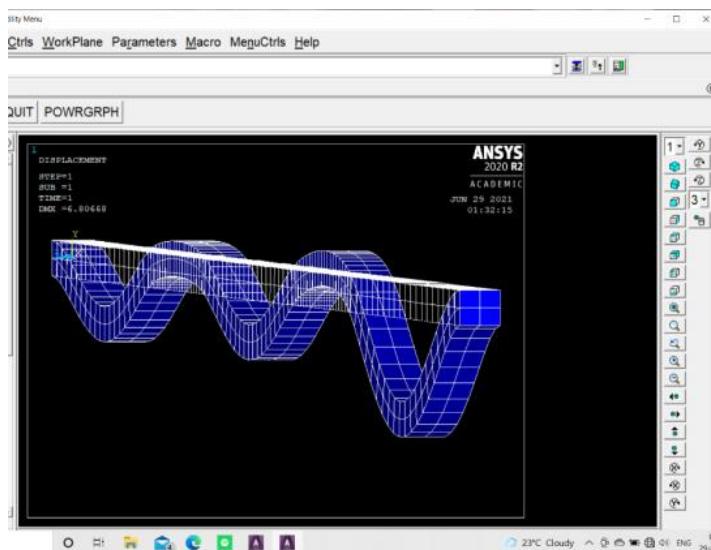 ility Menu
Ctrls WorkPlane Parameters Macro MenuCtrls Help
QUIT POWRGRPH
1
DISPLACEMENT
STEP=1
SUB =1
TIME=1
DMX =6.80668
ANSYS
2020 R2
ACADEMIC
JUN 29 2021
01:32:15
Y
1
3
23°C Cloudy ENG